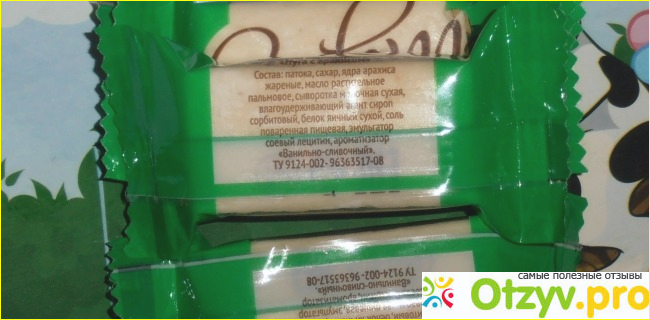 «Нуга с арахисом»
Состав: патока, сахар, ядра арахиса
жареные, масло растительное
пальмовое, сыворотка молочная сухая,
влагоудерживающий агент сироп
сорбитовый, белок яичный сухой, соль
поваренная пищевая, эмульгатор
соевый лецитин, ароматизатор
«Ванильно-сливочный».
ТУ 9124-002- 96363517-08
ТУ 9124-002- 96363517-08
«Ванильно-сливочный».
самые полезные отзывы
Otzyv.pro